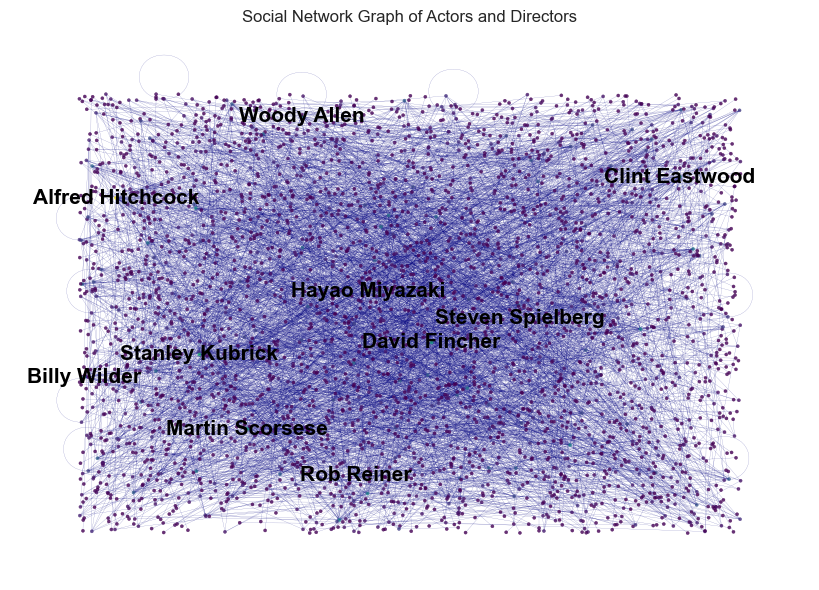 Social Network Graph of Actors and Directors
Woody Allen
Clint Eastwood
Alfred Hitchcock
Hayao Miyazaki
Steven Spielberg
David Fincher
Stanley Kubrick
Billy Wilder
Martin Scorsese
Rob Reiner